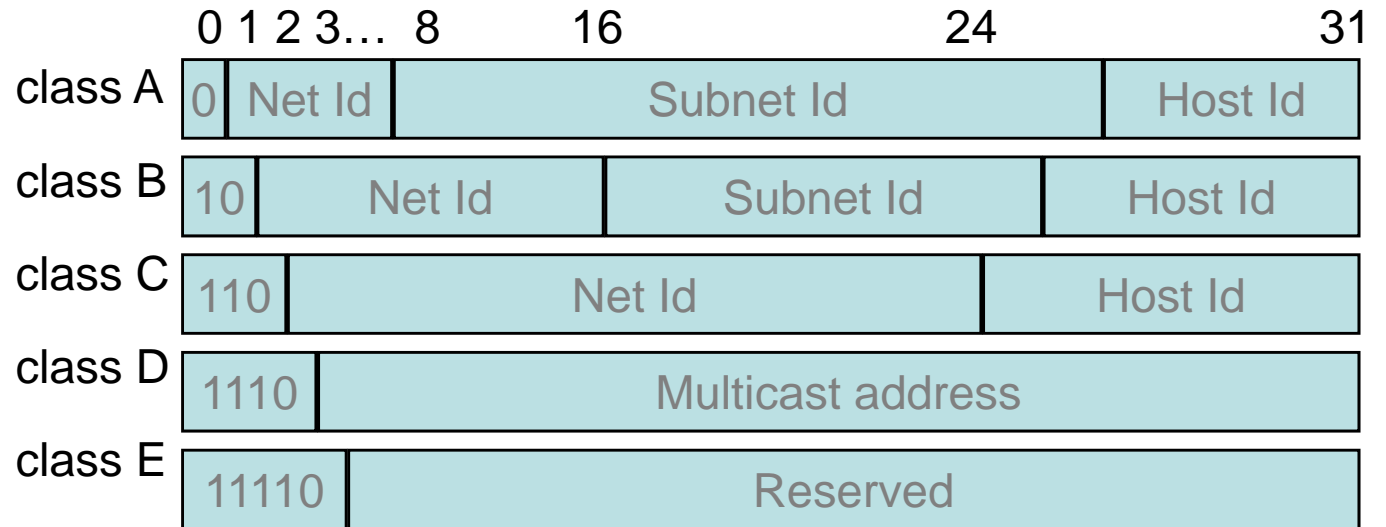 0 1 2 3… 8 16 24 31
class A 0 Net Id Subnet Id Host Id
class B 10 Net Id Subnet Id Host Id
class C 110 Net Id Host Id
class D 1110 Multicast address
class E 11110 Reserved